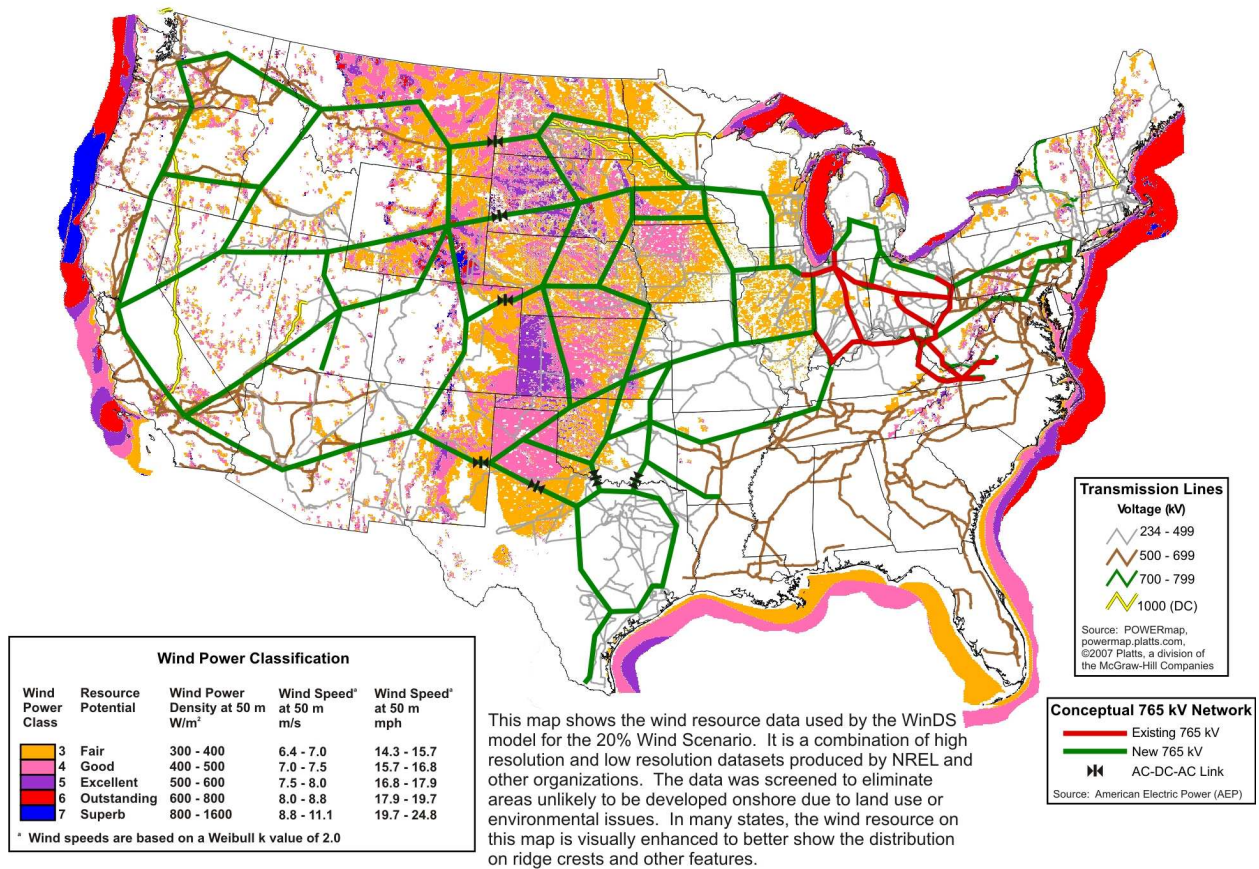 Transmission Lines
Voltage (kV)
234 - 499
500 - 699
700 - 799
1000 (DC)
Source: POWERmap,
powermap.platts.com,
©2007 Platts, a division of
the McGraw-Hill Companies
Wind Power Classification
Wind Power Class Resource Potential Wind Power Density at 50 m W/m² Wind Speedᵃ at 50 m m/s Wind Speedᵃ at 50 m mph
3 Fair 300 - 400 6.4 - 7.0 14.3 - 15.7
4 Good 400 - 500 7.0 - 7.5 15.7 - 16.8
5 Excellent 500 - 600 7.5 - 8.0 16.8 - 17.9
6 Outstanding 600 - 800 8.0 - 8.8 17.9 - 19.7
7 Superb 800 - 1600 8.8 - 11.1 19.7 - 24.8
ᵃ Wind speeds are based on a Weibull k value of 2.0
This map shows the wind resource data used by the WinDS
model for the 20% Wind Scenario. It is a combination of high
resolution and low resolution datasets produced by NREL and
other organizations. The data was screened to eliminate
areas unlikely to be developed onshore due to land use or
environmental issues. In many states, the wind resource on
this map is visually enhanced to better show the distribution
on ridge crests and other features.
Conceptual 765 kV Network
Existing 765 kV
New 765 kV
AC-DC-AC Link
Source: American Electric Power (AEP)